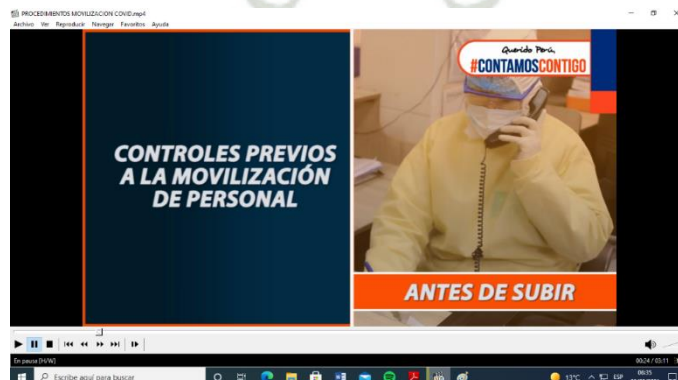 PROCEDIMIENTOS MOVILIZACION COVID.mp4
Archivo Ver Reproducir Navegar Favoritos Ayuda
Querido Perú,
#CONTAMOSCONTIGO
CONTROLES PREVIOS
A LA MOVILIZACIÓN
DE PERSONAL
ANTES DE SUBIR
En pausa [H/W]
00:24 / 03:11
Escribe aquí para buscar
13°C
ESP
08:35